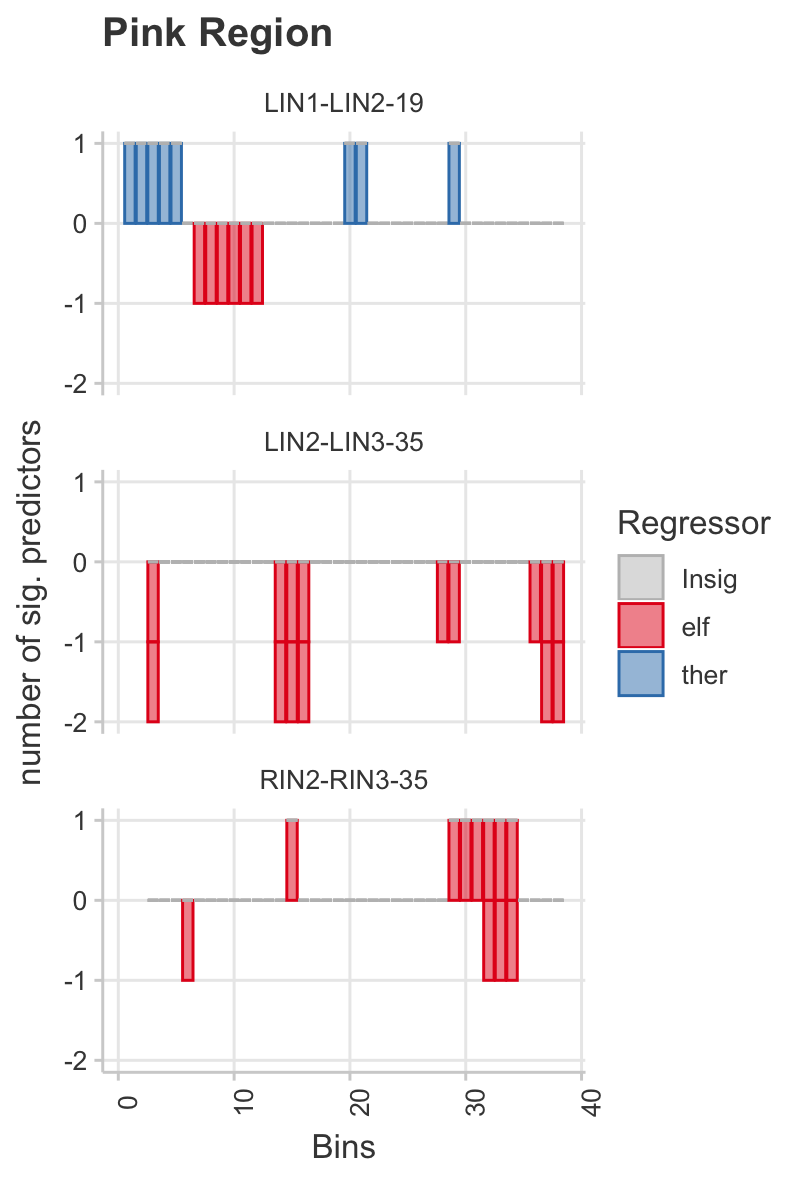 Pink Region
LIN1-LIN2-19
1
0
-1
-2
LIN2-LIN3-35
1
0
-1
-2
RIN2-RIN3-35
1
0
-1
-2
0
10
20
30
40
Bins
number of sig. predictors
Regressor
Insig
elf
ther